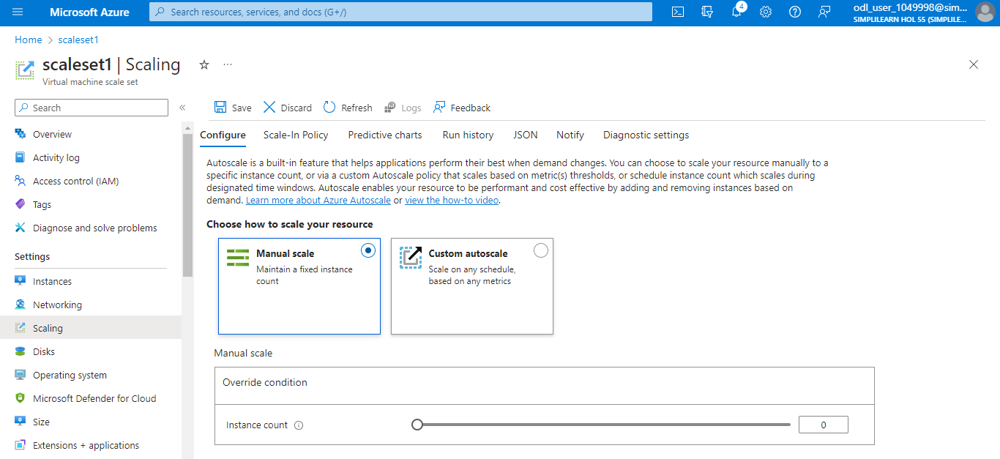 Microsoft Azure
Search resources, services, and docs (G+/)
4
odl_user_1049998@sim...
SIMPLILEARN HOL 55 (SIMPLILE...
Home > scaleset1
scaleset1 | Scaling
Virtual machine scale set
Search
Overview
Activity log
Access control (IAM)
Tags
Diagnose and solve problems
Settings
Instances
Networking
Scaling
Disks
Operating system
Microsoft Defender for Cloud
Size
Extensions + applications
Save
Discard
Refresh
Logs
Feedback
Configure
Scale-In Policy
Predictive charts
Run history
JSON
Notify
Diagnostic settings
Autoscale is a built-in feature that helps applications perform their best when demand changes. You can choose to scale your resource manually to a
specific instance count, or via a custom Autoscale policy that scales based on metric(s) thresholds, or schedule instance count which scales during
designated time windows. Autoscale enables your resource to be performant and cost effective by adding and removing instances based on
demand. Learn more about Azure Autoscale or view the how-to video.
Choose how to scale your resource
Manual scale
Maintain a fixed instance
count
Custom autoscale
Scale on any schedule,
based on any metrics
Manual scale
Override condition
Instance count
0